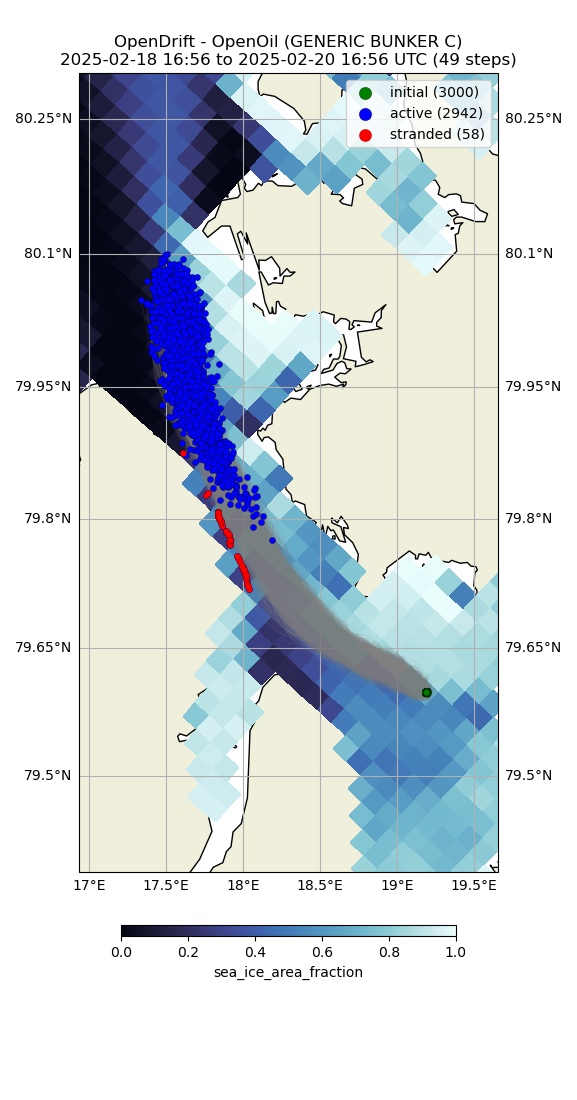 OpenDrift - OpenOil (GENERIC BUNKER C)
2025-02-18 16:56 to 2025-02-20 16:56 UTC (49 steps)
initial (3000)
active (2942)
stranded (58)
80.25°N 80.25°N
80.1°N 80.1°N
79.95°N 79.95°N
79.8°N 79.8°N
79.65°N 79.65°N
79.5°N 79.5°N
17°E 17.5°E 18°E 18.5°E 19°E 19.5°E
0.0 0.2 0.4 0.6 0.8 1.0
sea_ice_area_fraction